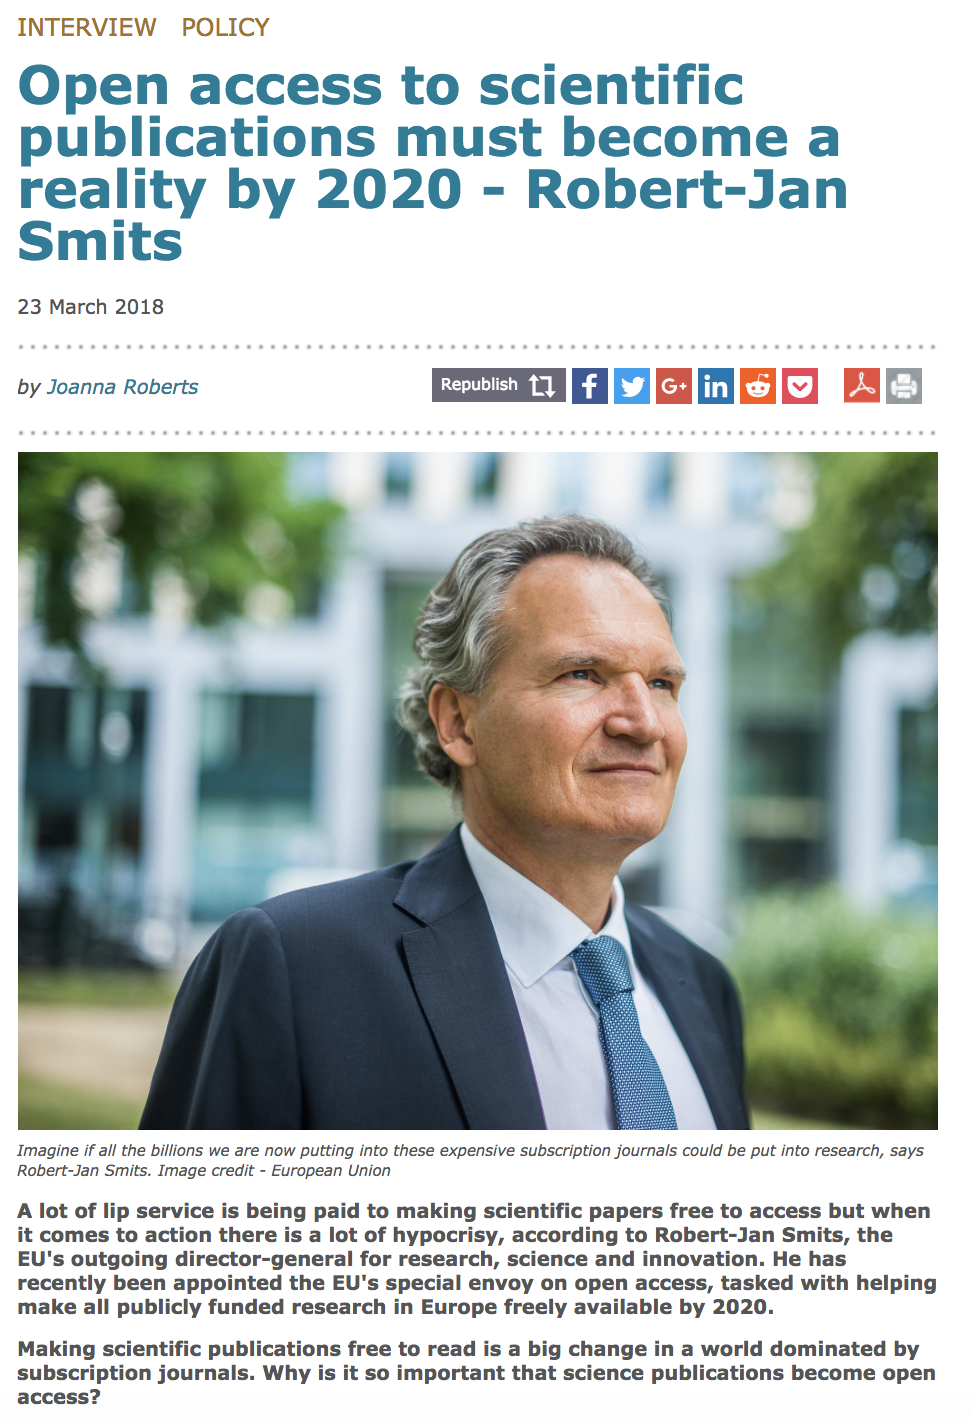 INTERVIEW POLICY
Open access to scientific
publications must become a
reality by 2020 - Robert-Jan
Smits
23 March 2018
by Joanna Roberts
Republish
f G+ in
Imagine if all the billions we are now putting into these expensive subscription journals could be put into research, says
Robert-Jan Smits. Image credit - European Union
A lot of lip service is being paid to making scientific papers free to access but when
it comes to action there is a lot of hypocrisy, according to Robert-Jan Smits, the
EU's outgoing director-general for research, science and innovation. He has
recently been appointed the EU's special envoy on open access, tasked with helping
make all publicly funded research in Europe freely available by 2020.
Making scientific publications free to read is a big change in a world dominated by
subscription journals. Why is it so important that science publications become open
access?